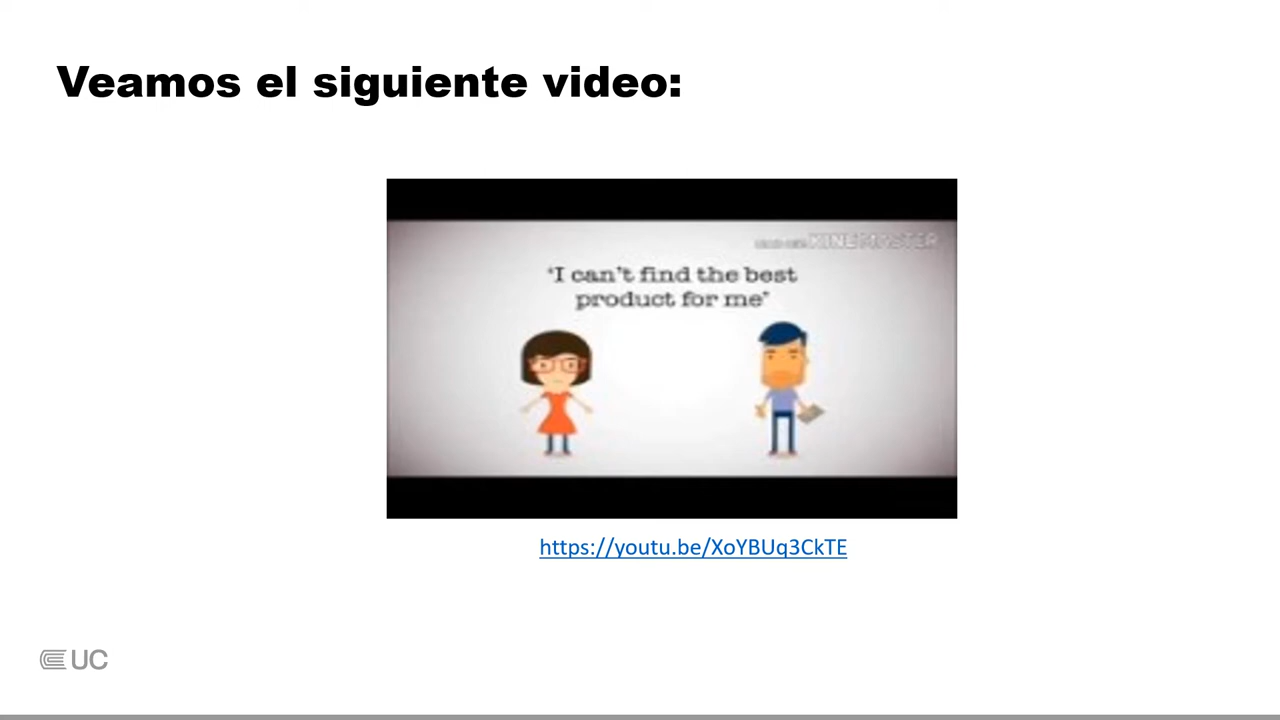 Veamos el siguiente video:
KINEMASTER
"I can't find the best
product for me"
https://youtu.be/XoYBUq3CkTE
UC